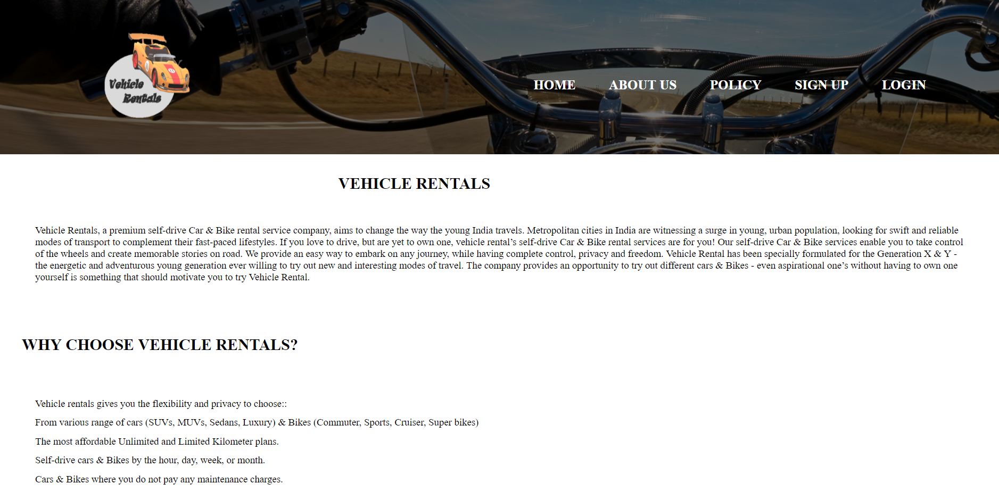 Vehicle
Rentals
HOME ABOUT US POLICY SIGN UP LOGIN
VEHICLE RENTALS
Vehicle Rentals, a premium self-drive Car & Bike rental service company, aims to change the way the young India travels. Metropolitan cities in India are witnessing a surge in young, urban population, looking for swift and reliable
modes of transport to complement their fast-paced lifestyles. If you love to drive, but are yet to own one, vehicle rental’s self-drive Car & Bike rental services are for you! Our self-drive Car & Bike services enable you to take control
of the wheels and create memorable stories on road. We provide an easy way to embark on any journey, while having complete control, privacy and freedom. Vehicle Rental has been specially formulated for the Generation X & Y -
the energetic and adventurous young generation ever willing to try out new and interesting modes of travel. The company provides an opportunity to try out different cars & Bikes - even aspirational one’s without having to own one
yourself is something that should motivate you to try Vehicle Rental.
WHY CHOOSE VEHICLE RENTALS?
Vehicle rentals gives you the flexibility and privacy to choose::
From various range of cars (SUVs, MUVs, Sedans, Luxury) & Bikes (Commuter, Sports, Cruiser, Super bikes)
The most affordable Unlimited and Limited Kilometer plans.
Self-drive cars & Bikes by the hour, day, week, or month.
Cars & Bikes where you do not pay any maintenance charges.